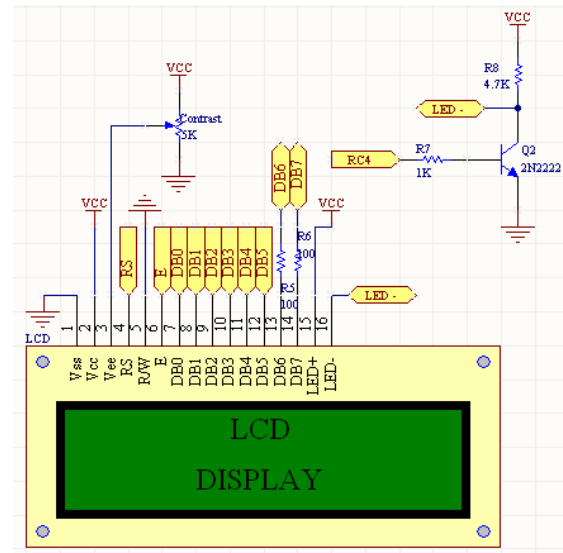 VCC
R8
4.7K
LED -
Q2
2N2222
RC4
R7
1K
VCC
Contrast
5K
DB6
DB7
VCC
VCC
RS
E
DB0
DB1
DB2
DB3
DB4
DB5
R6
100
R5
100
LED -
1
2
3
4
5
6
7
8
9
10
11
12
13
14
15
16
LCD
Vss
Vcc
Vee
RS
R/W
E
DB0
DB1
DB2
DB3
DB4
DB5
DB6
DB7
LED+
LED-
LCD
DISPLAY